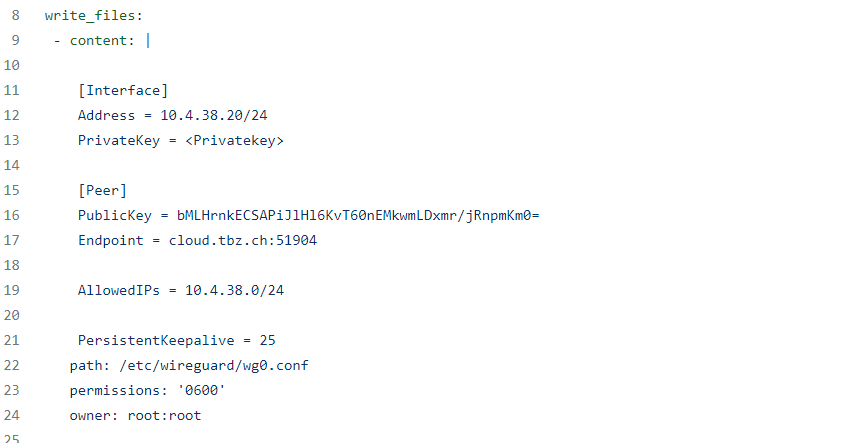 8 write_files:
9 - content: |
10
11 [Interface]
12 Address = 10.4.38.20/24
13 PrivateKey = <Privatekey>
14
15 [Peer]
16 PublicKey = bMLHrnkECSAPiJlHl6KvT60nEMkwmLDxmr/jRnpmKm0=
17 Endpoint = cloud.tbz.ch:51904
18
19 AllowedIPs = 10.4.38.0/24
20
21 PersistentKeepalive = 25
22 path: /etc/wireguard/wg0.conf
23 permissions: '0600'
24 owner: root:root
25